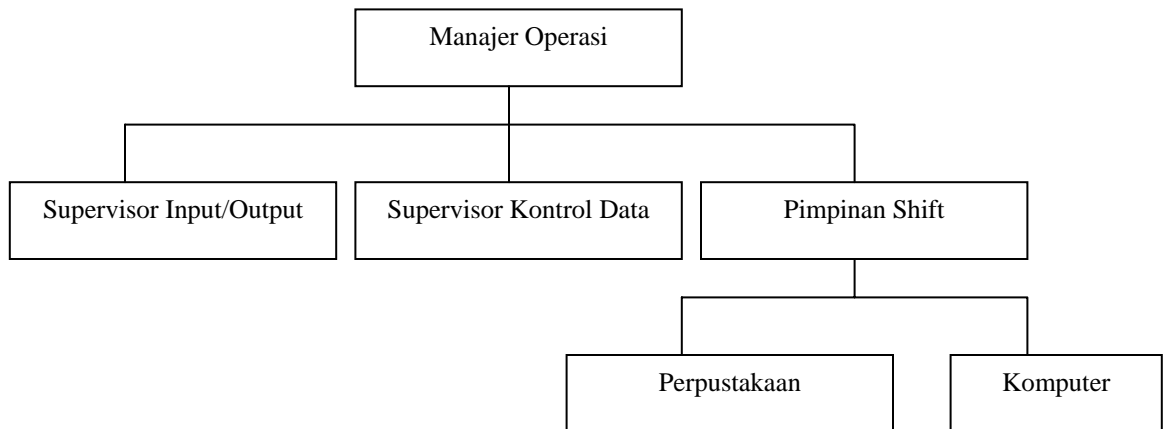 Manajer Operasi
Supervisor Input/Output
Supervisor Kontrol Data
Pimpinan Shift
Perpustakaan
Komputer